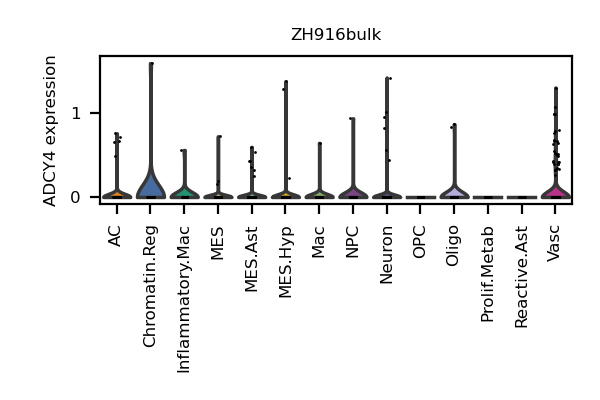 ZH916bulk
ADCY4 expression
1
0
AC
Chromatin.Reg
Inflammatory.Mac
MES
MES.Ast
MES.Hyp
Mac
NPC
Neuron
OPC
Oligo
Prolif.Metab
Reactive.Ast
Vasc